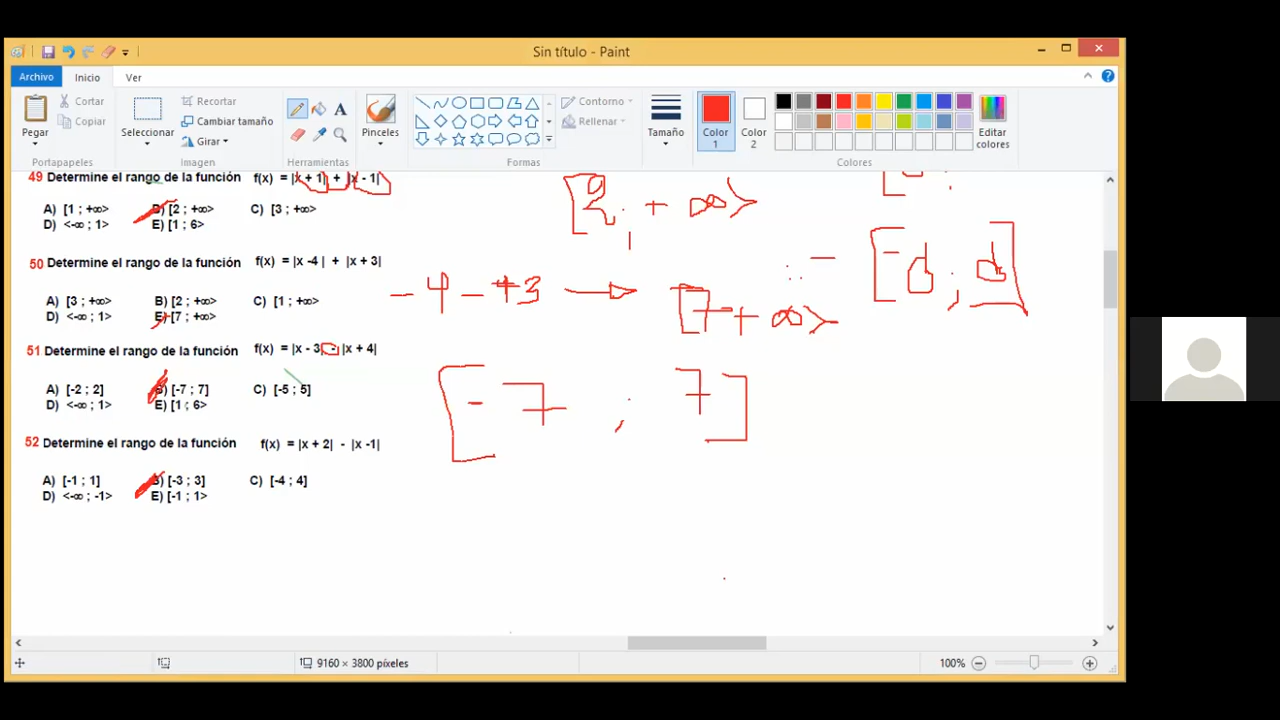 Sin título - Paint
Archivo Inicio Ver
Pegar
Cortar
Copiar
Portapapeles
Seleccionar
Recortar
Cambiar tamaño
Girar
Imagen
A
Herramientas
Pinceles
Contorno
Rellenar
Formas
Tamaño
Color 1
Color 2
Editar colores
Colores
49 Determine el rango de la función f(x) = |x + 1| + |x - 1|
A) [1 ; +∞> B) [2 ; +∞> C) [3 ; +∞>
D) <-∞ ; 1> E) [1 ; 6>
[2 ; + ∞>
50 Determine el rango de la función f(x) = |x -4 | + |x + 3|
A) [3 ; +∞> B) [2 ; +∞> C) [1 ; +∞>
D) <-∞ ; 1> E) [7 ; +∞>
- [-d ; d]
[7 + ∞>
51 Determine el rango de la función f(x) = |x - 3| - |x + 4|
A) [-2 ; 2] B) [-7 ; 7] C) [-5 ; 5]
D) <-∞ ; 1> E) [1 ; 6>
[-7 ; 7]
52 Determine el rango de la función f(x) = |x + 2| - |x -1|
A) [-1 ; 1] B) [-3 ; 3] C) [-4 ; 4]
D) <-∞ ; -1> E) [-1 ; 1>
9160 × 3800 píxeles
100%